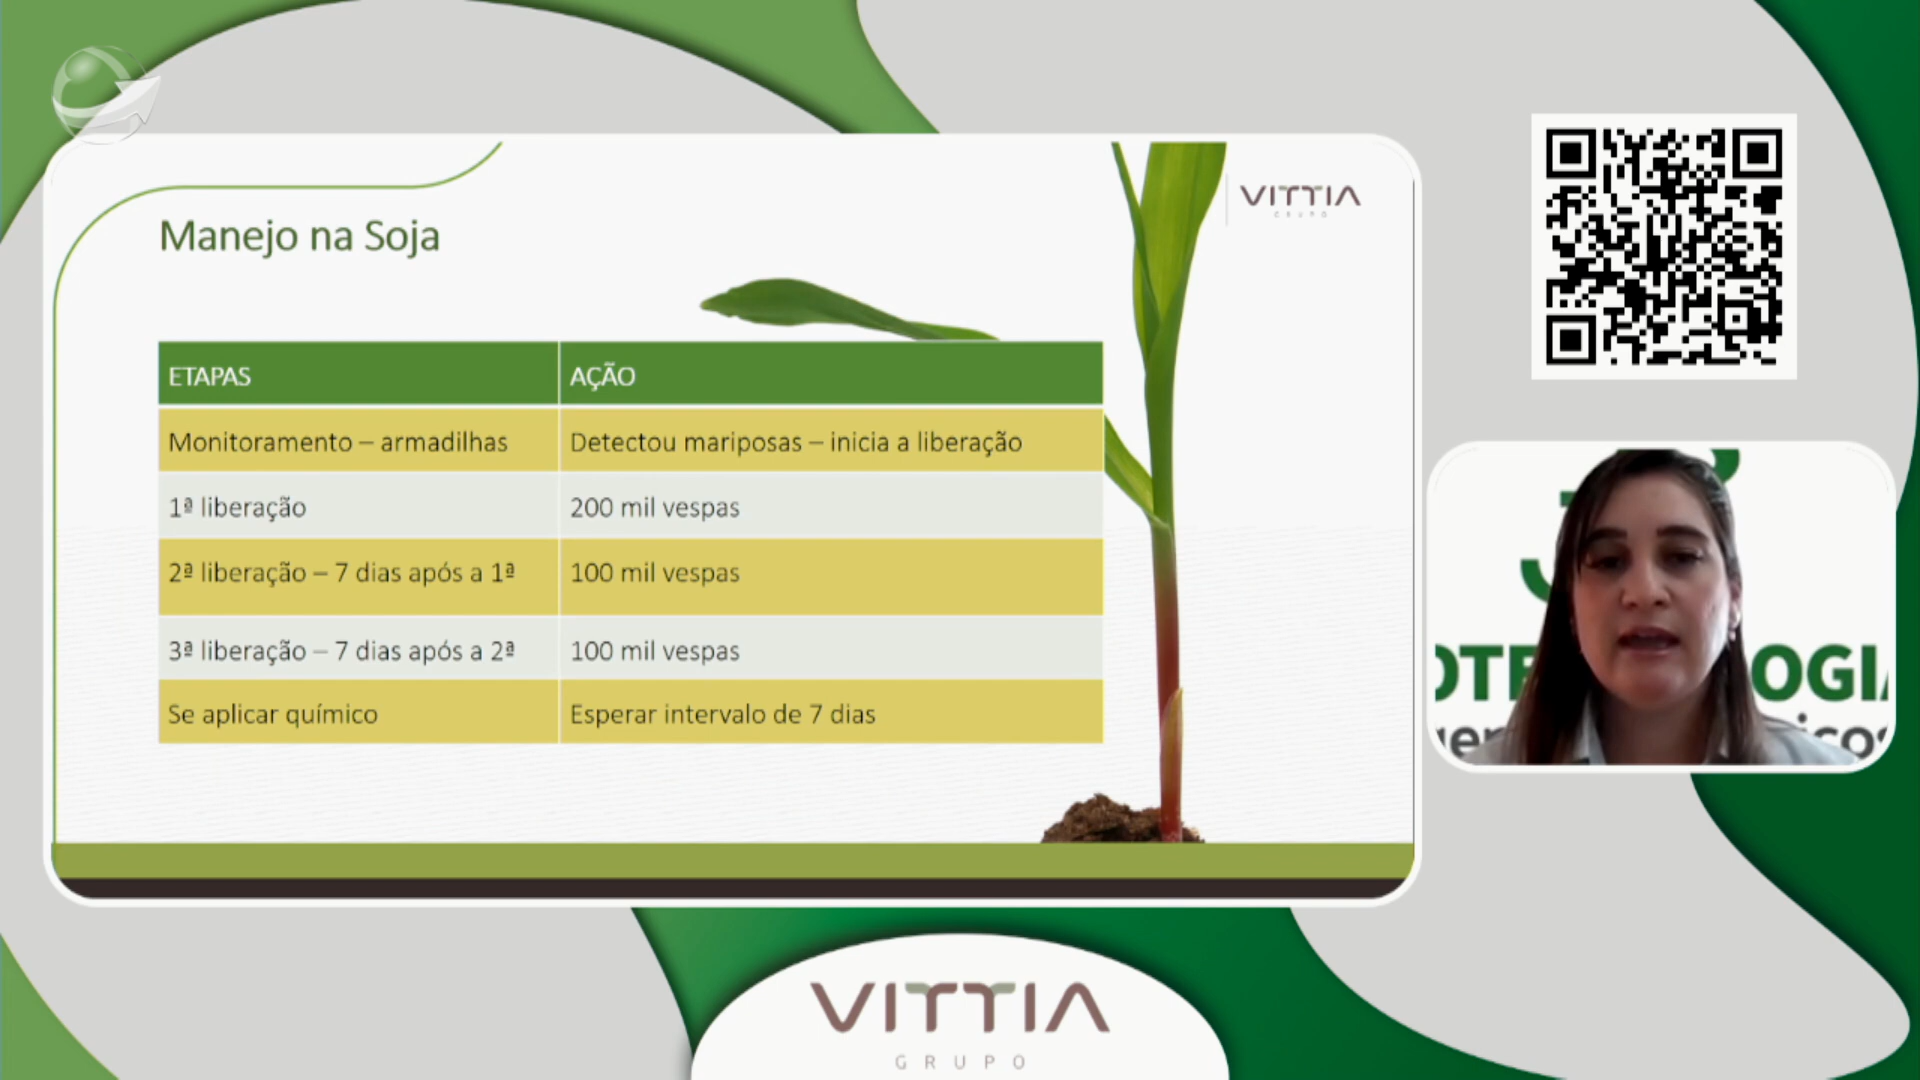 VITTIA
GRUPO
Manejo na Soja
ETAPAS
AÇÃO
Monitoramento – armadilhas
Detectou mariposas – inicia a liberação
1ª liberação
200 mil vespas
2ª liberação – 7 dias após a 1ª
100 mil vespas
3ª liberação – 7 dias após a 2ª
100 mil vespas
Se aplicar químico
Esperar intervalo de 7 dias
VITTIA
GRUPO